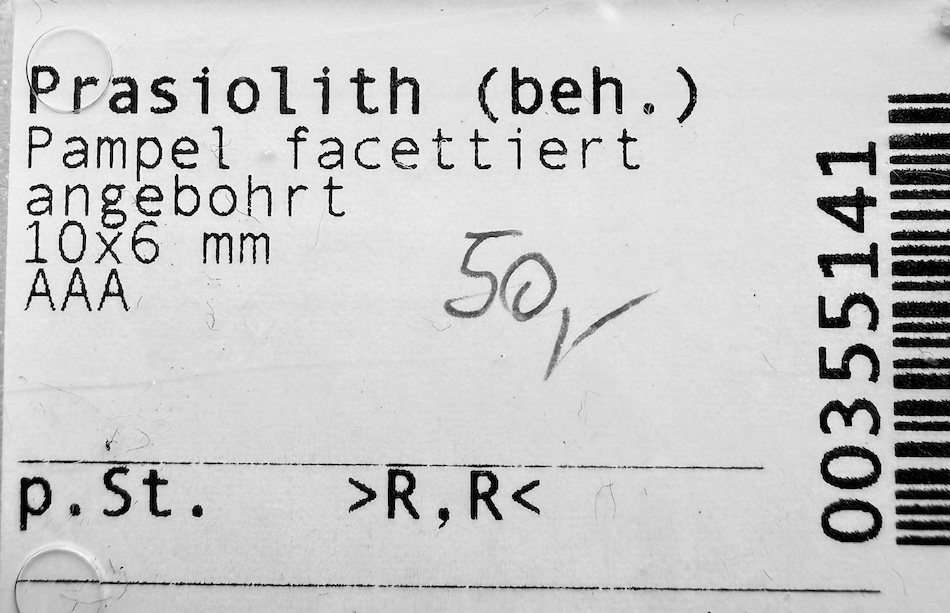 Prasiolith (beh.)
Pampel facettiert
angebohrt
10x6 mm
AAA
50,-
p.St. >R,R<
00355141